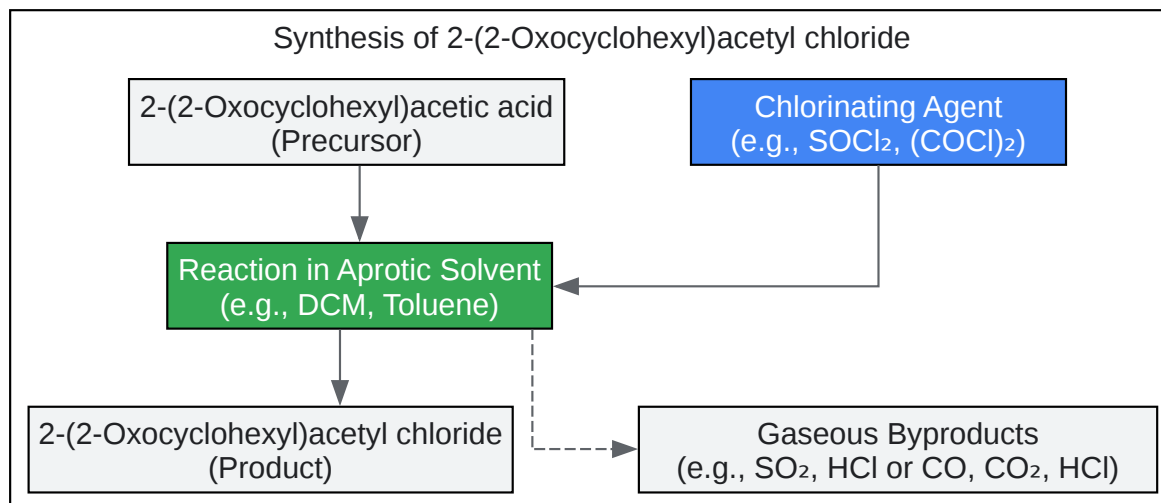 Synthesis of 2-(2-Oxocyclohexyl)acetyl chloride
2-(2-Oxocyclohexyl)acetic acid
(Precursor)
Chlorinating Agent
(e.g., SOCl₂, (COCl)₂)
Reaction in Aprotic Solvent
(e.g., DCM, Toluene)
2-(2-Oxocyclohexyl)acetyl chloride
(Product)
Gaseous Byproducts
(e.g., SO₂, HCl or CO, CO₂, HCl)